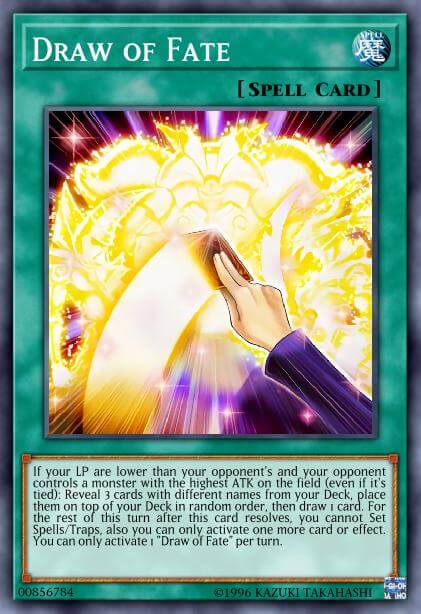 DRAW OF FATE
SPELL
魔
[SPELL CARD]
If your LP are lower than your opponent's and your opponent
controls a monster with the highest ATK on the field (even if it's
tied): Reveal 3 cards with different names from your Deck, place
them on top of your Deck in random order, then draw 1 card. For
the rest of this turn after this card resolves, you cannot Set
Spells/Traps, also you can only activate one more card or effect.
You can only activate 1 "Draw of Fate" per turn.
00856784
©1996 KAZUKI TAKAHASHI